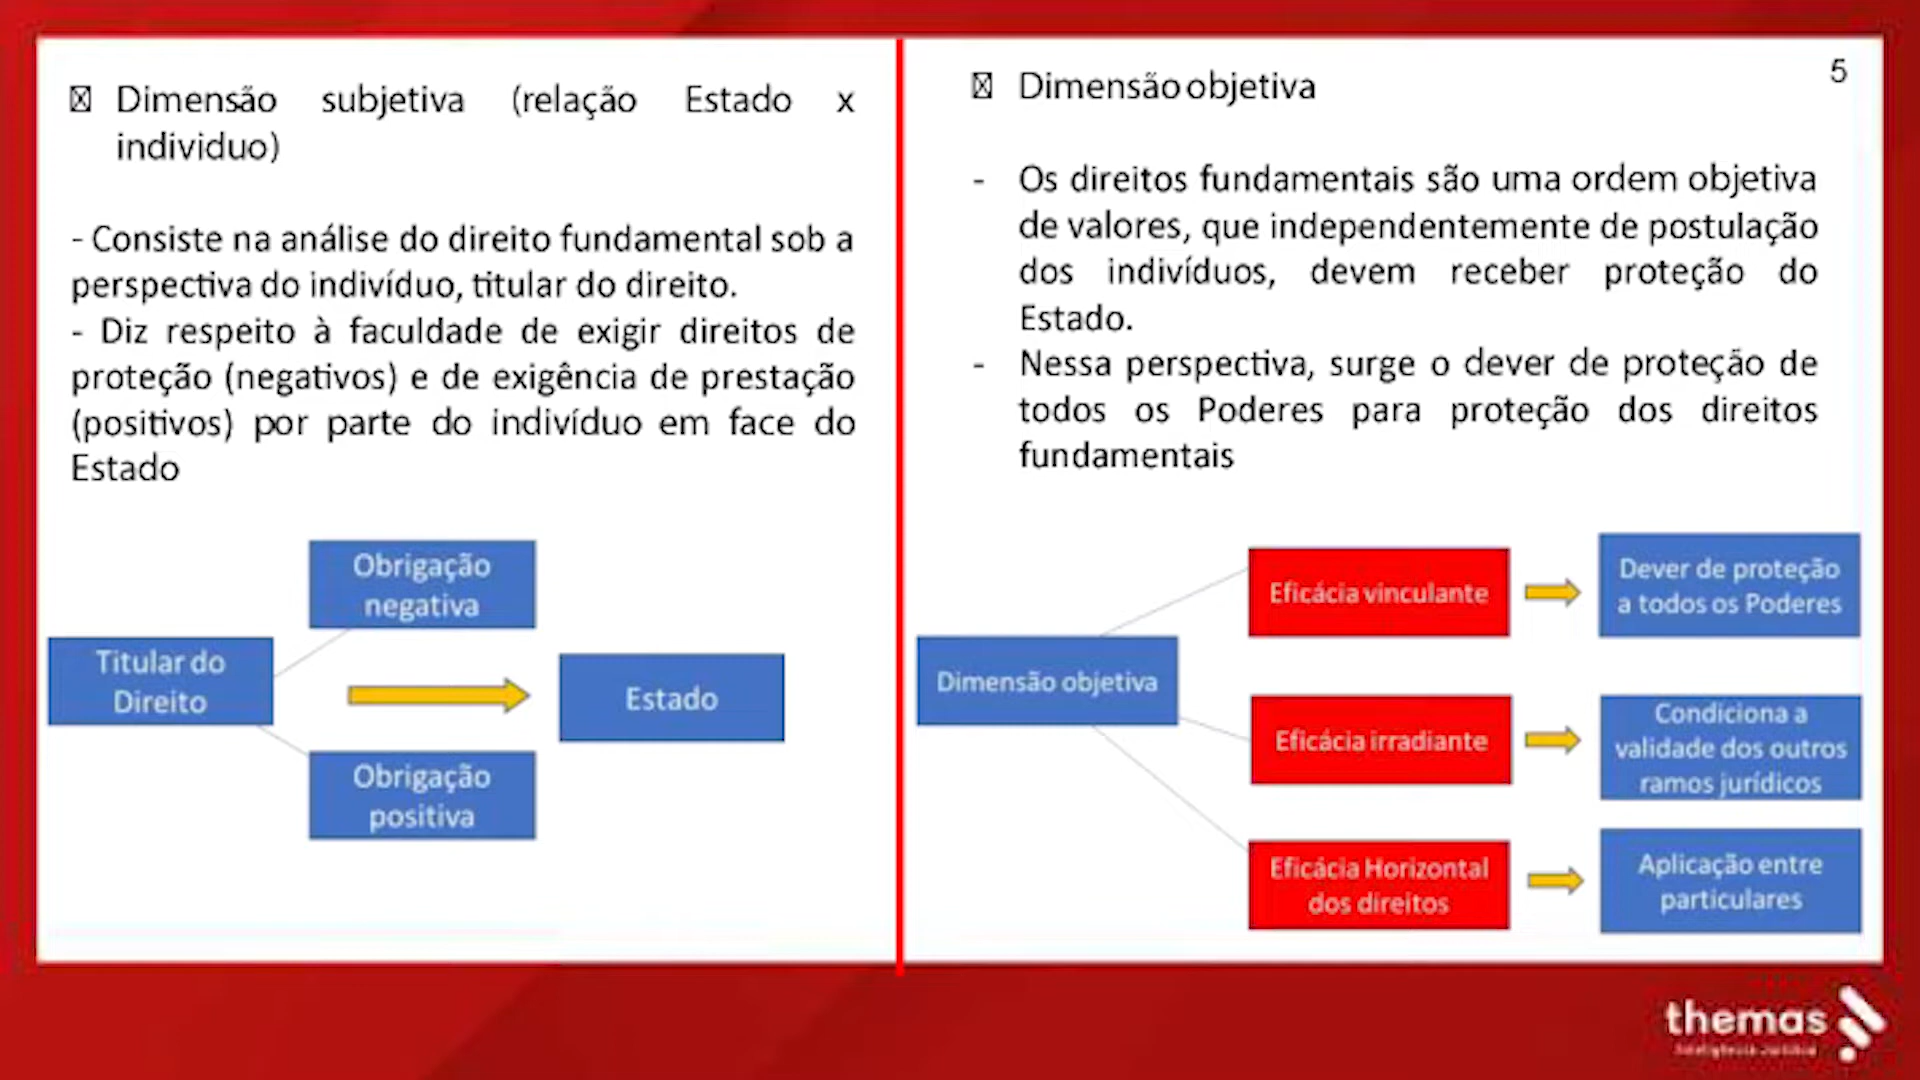 Dimensão subjetiva (relação Estado x
individuo)
- Consiste na análise do direito fundamental sob a
perspectiva do indivíduo, titular do direito.
- Diz respeito à faculdade de exigir direitos de
proteção (negativos) e de exigência de prestação
(positivos) por parte do indivíduo em face do
Estado
Obrigação
negativa
Titular do
Direito
Estado
Obrigação
positiva
5
Dimensão objetiva
- Os direitos fundamentais são uma ordem objetiva
de valores, que independentemente de postulação
dos indivíduos, devem receber proteção do
Estado.
- Nessa perspectiva, surge o dever de proteção de
todos os Poderes para proteção dos direitos
fundamentais
Dimensão objetiva
Eficácia vinculante
Dever de proteção
a todos os Poderes
Eficácia irradiante
Condiciona a
validade dos outros
ramos jurídicos
Eficácia Horizontal
dos direitos
Aplicação entre
particulares
themas
Inteligência Jurídica